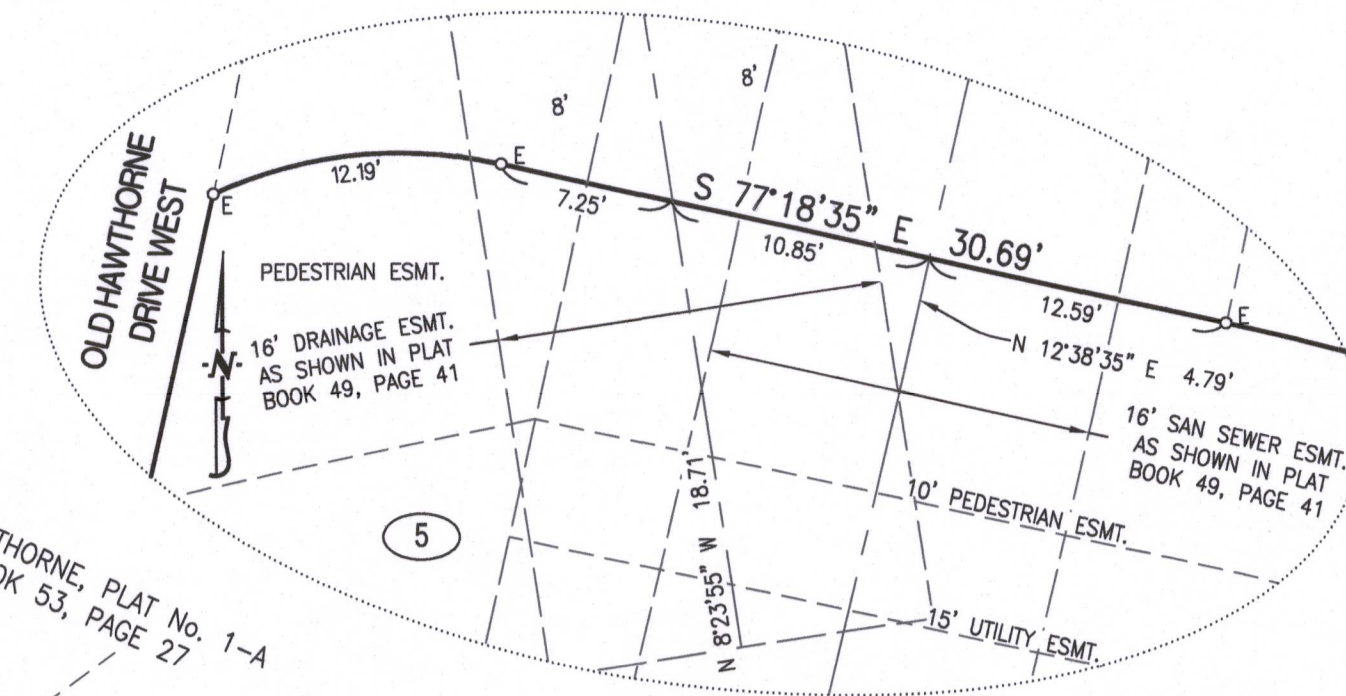 8'
8'
OLD HAWTHORNE
DRIVE WEST
E
12.19'
E
7.25'
S 77°18'35" E 30.69'
10.85'
12.59'
E
PEDESTRIAN ESMT.
16' DRAINAGE ESMT.
AS SHOWN IN PLAT
BOOK 49, PAGE 41
N
N 12°38'35" E 4.79'
16' SAN SEWER ESMT.
AS SHOWN IN PLAT
BOOK 49, PAGE 41
N 8°23'55" W 18.71'
10' PEDESTRIAN ESMT.
5
15' UTILITY ESMT.
THORNE, PLAT No. 1-A
OK 53, PAGE 27